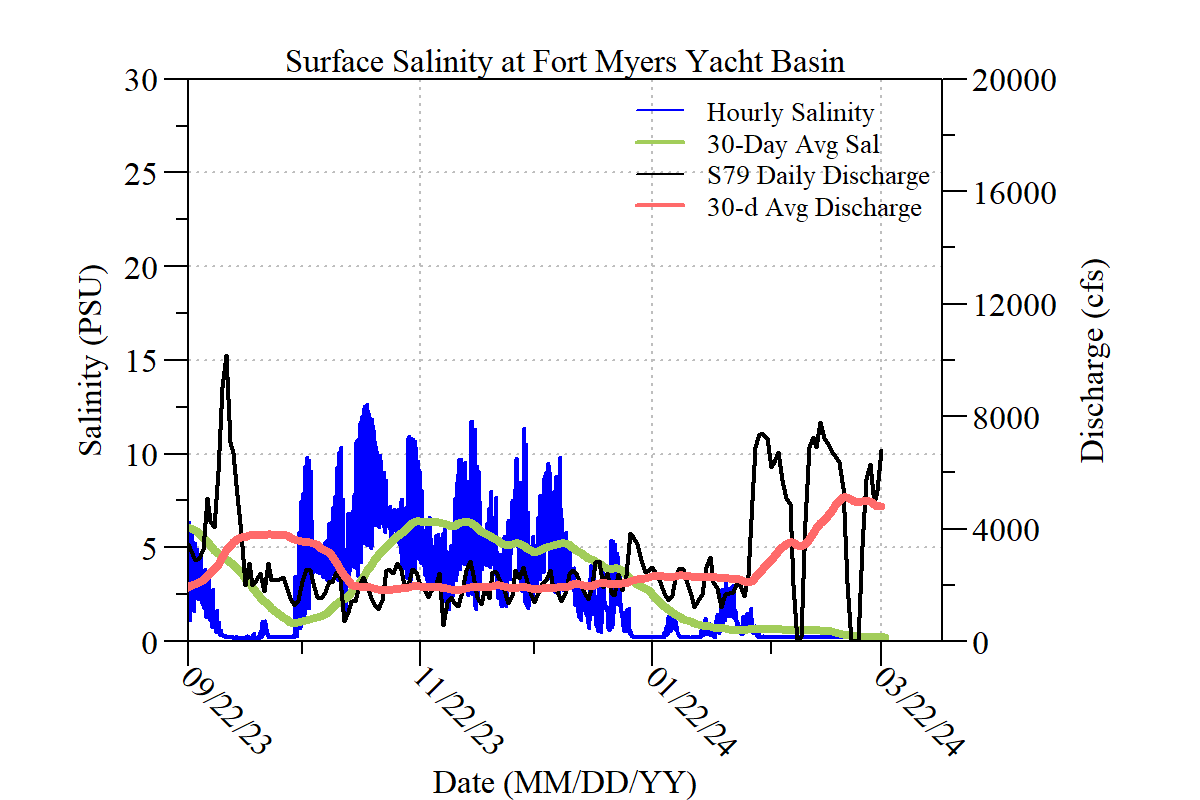 Surface Salinity at Fort Myers Yacht Basin
30
25
20
15
10
5
0
Salinity (PSU)
Hourly Salinity
30-Day Avg Sal
S79 Daily Discharge
30-d Avg Discharge
20000
16000
12000
8000
4000
0
Discharge (cfs)
09/22/23
11/22/23
01/22/24
03/22/24
Date (MM/DD/YY)